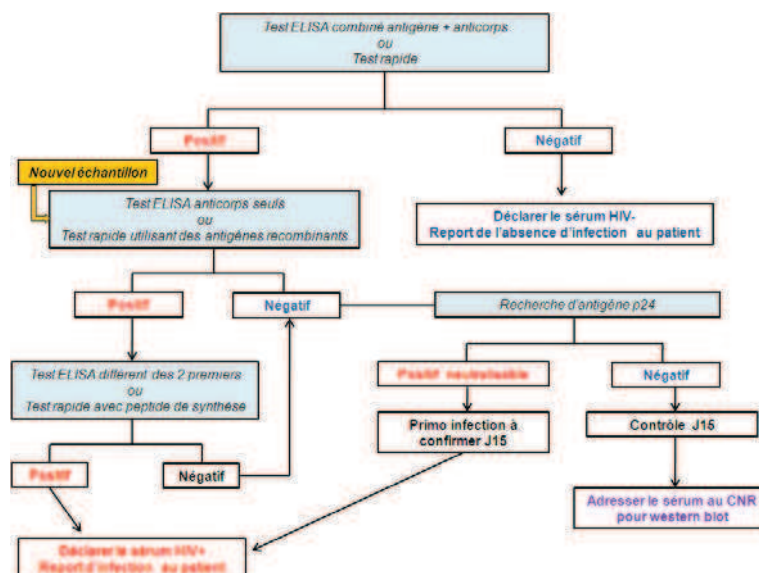 Test ELISA combiné antigène + anticorps
ou
Test rapide
Positif
Négatif
Nouvel échantillon
Test ELISA anticorps seuls
ou
Test rapide utilisant des antigènes recombinants
Déclarer le sérum HIV-
Report de l'absence d'infection au patient
Positif
Négatif
Recherche d'antigène p24
Test ELISA différent des 2 premiers
ou
Test rapide avec peptide de synthèse
Positif neutralisable
Négatif
Primo infection à
confirmer J15
Contrôle J15
Positif
Négatif
Adresser le sérum au CNR
pour western blot
Déclarer le sérum HIV+
Report d'infection au patient